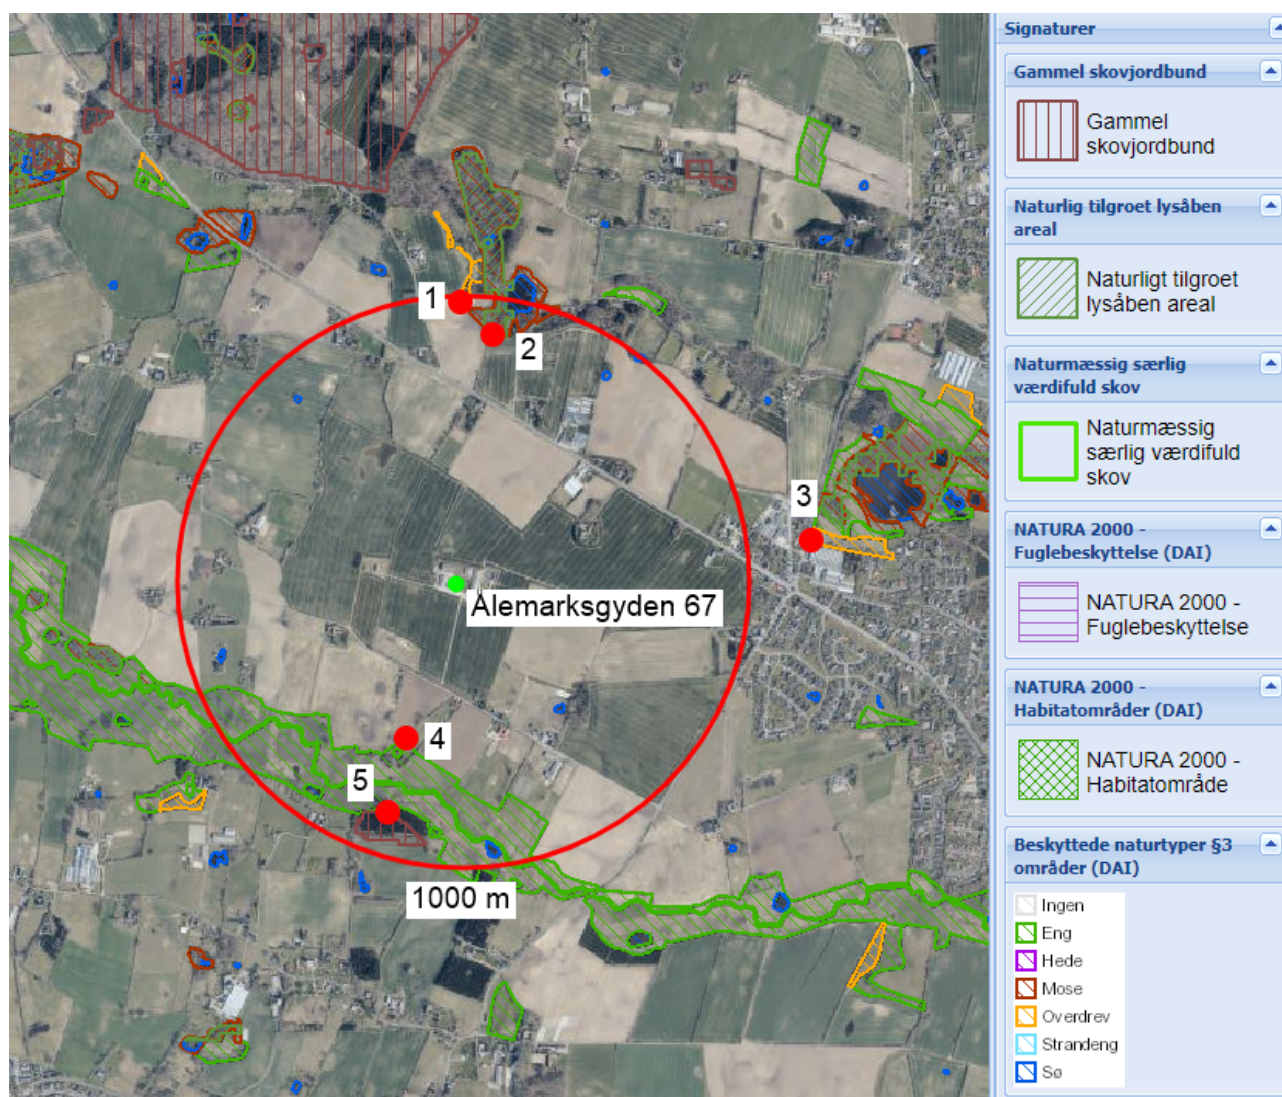 1
2
3
Alemarksgyden 67
4
5
1000 m
Signaturer
Gammel skovjordbund
Gammel
skovjordbund
Naturlig tilgroet lysåben
areal
Naturligt tilgroet
lysåben areal
Naturmæssig særlig
værdifuld skov
Naturmæssig
særlig værdifuld
skov
NATURA 2000 -
Fuglebeskyttelse (DAI)
NATURA 2000 -
Fuglebeskyttelse
NATURA 2000 -
Habitatområder (DAI)
NATURA 2000 -
Habitatområde
Beskyttede naturtyper §3
områder (DAI)
Ingen
Eng
Hede
Mose
Overdrev
Strandeng
Sø